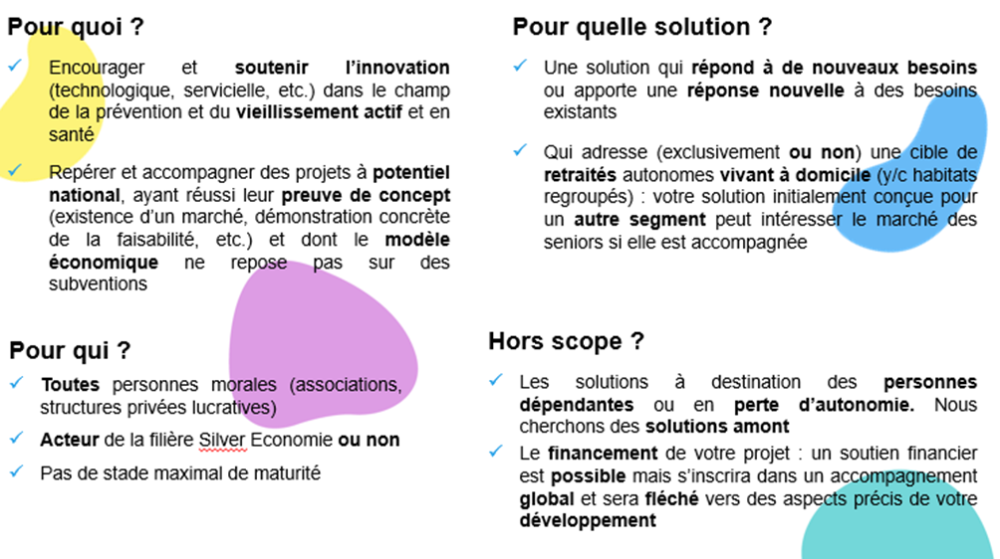 Pour quoi ?
Encourager et soutenir l’innovation
(technologique, servicielle, etc.) dans le champ
de la prévention et du vieillissement actif et en
santé
Repérer et accompagner des projets à potentiel
national, ayant réussi leur preuve de concept
(existence d’un marché, démonstration concrète
de la faisabilité, etc.) et dont le modèle
économique ne repose pas sur des
subventions
Pour qui ?
Toutes personnes morales (associations,
structures privées lucratives)
Acteur de la filière Silver Economie ou non
Pas de stade maximal de maturité
Pour quelle solution ?
Une solution qui répond à de nouveaux besoins
ou apporte une réponse nouvelle à des besoins
existants
Qui adresse (exclusivement ou non) une cible de
retraités autonomes vivant à domicile (y/c habitats
regroupés) : votre solution initialement conçue pour
un autre segment peut intéresser le marché des
seniors si elle est accompagnée
Hors scope ?
Les solutions à destination des personnes
dépendantes ou en perte d’autonomie. Nous
cherchons des solutions amont
Le financement de votre projet : un soutien financier
est possible mais s’inscrira dans un accompagnement
global et sera fléché vers des aspects précis de votre
développement